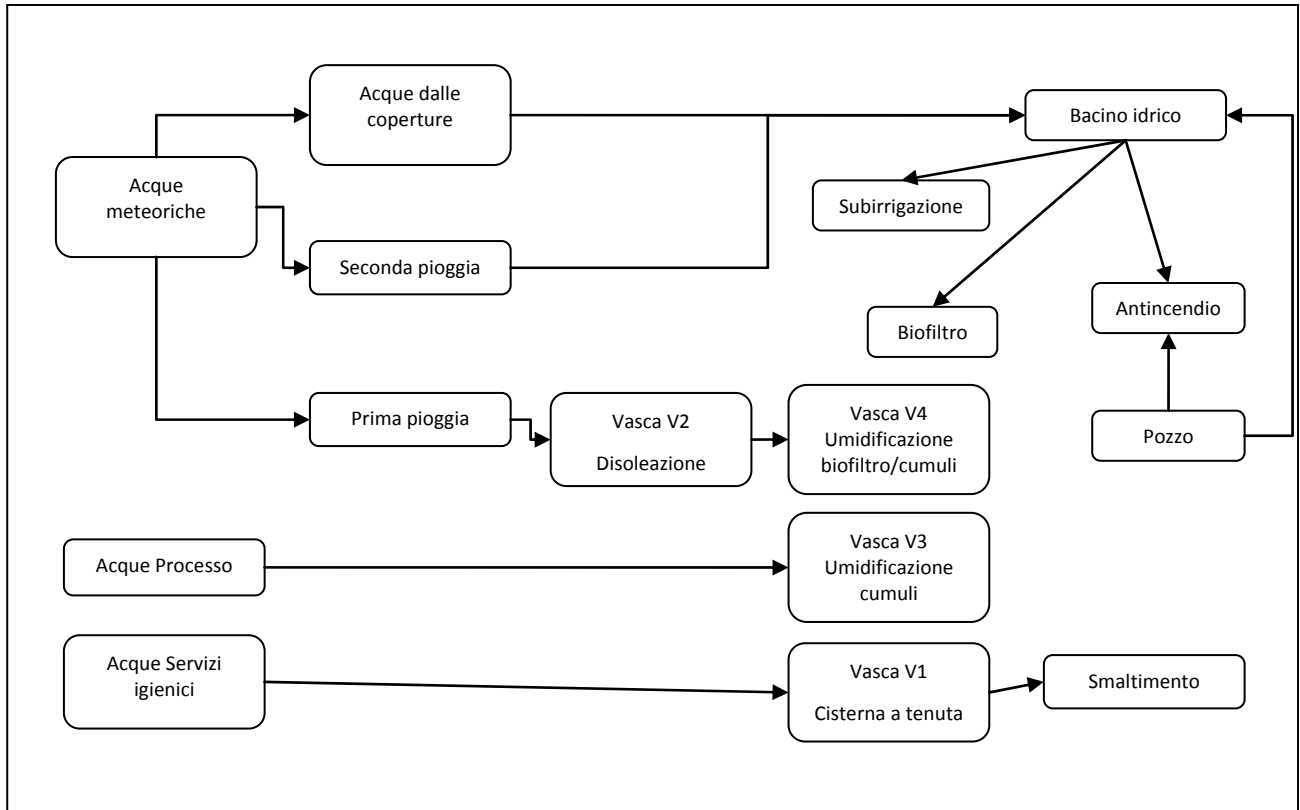 Acque dalle
coperture
Bacino idrico
Acque
meteoriche
Subirrigazione
Seconda pioggia
Antincendio
Biofiltro
Prima pioggia
Vasca V2
Disoleazione
Vasca V4
Umidificazione
biofiltro/cumuli
Pozzo
Acque Processo
Vasca V3
Umidificazione
cumuli
Acque Servizi
igienici
Vasca V1
Cisterna a tenuta
Smaltimento